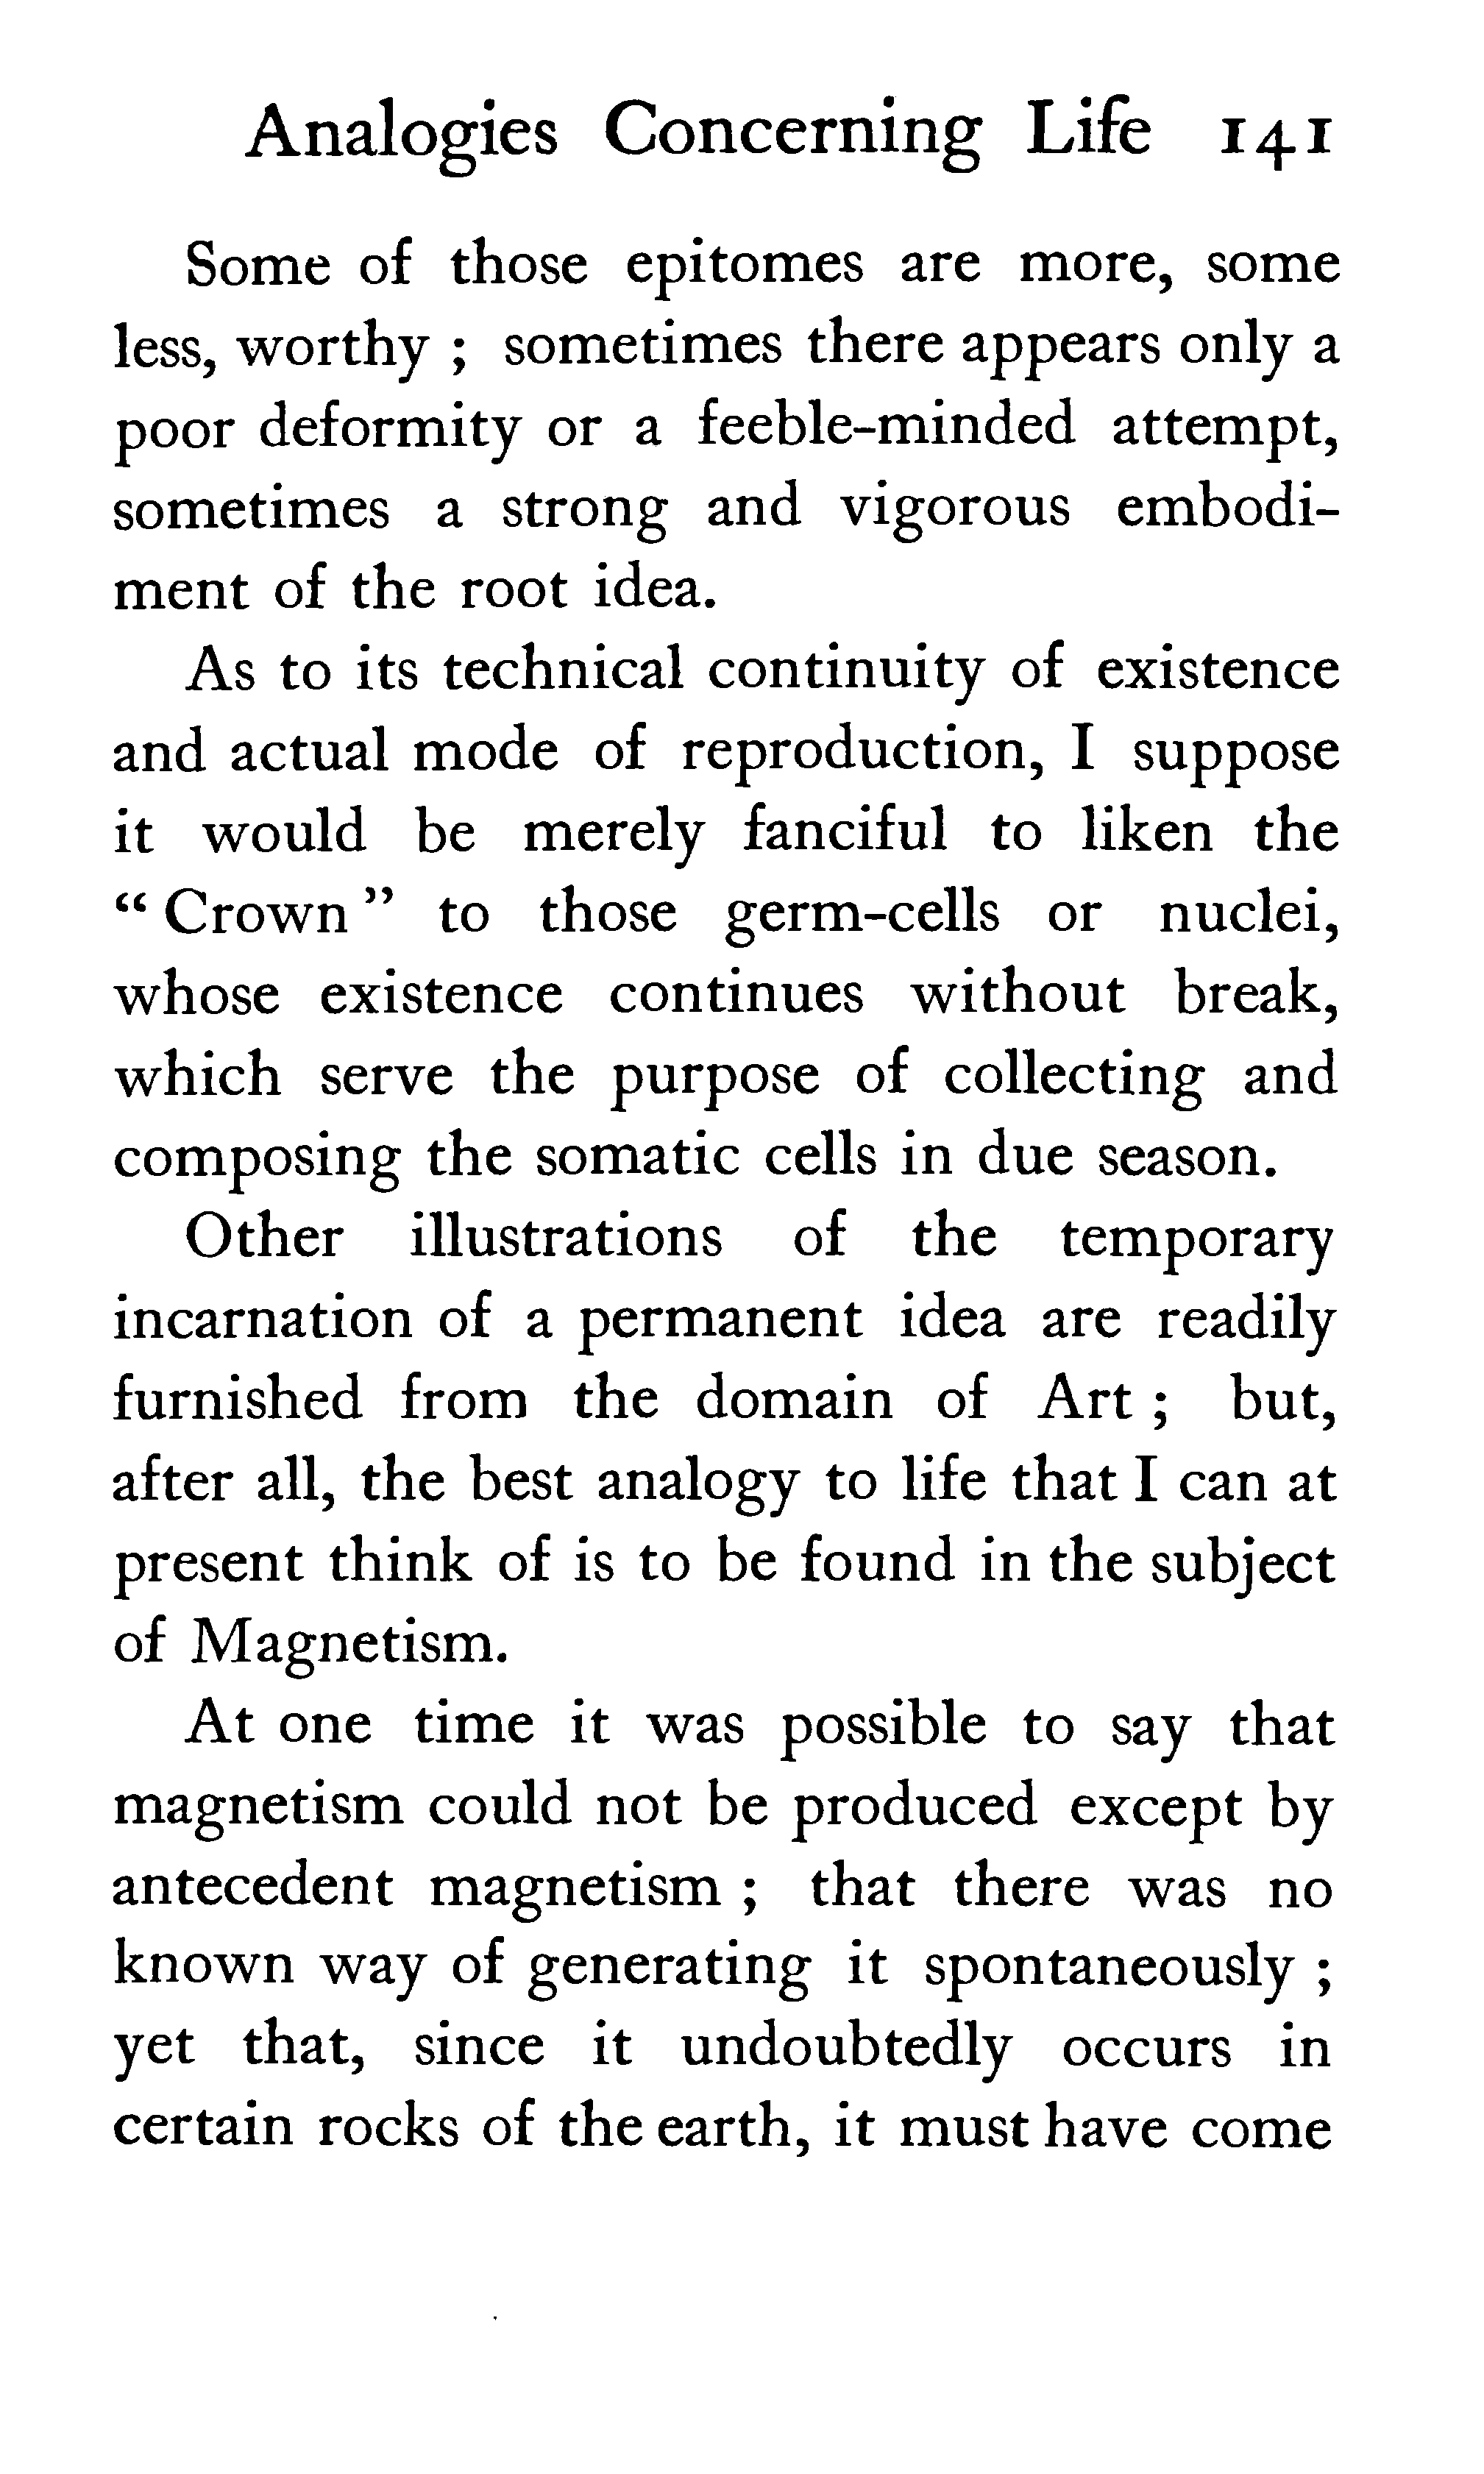 Analogies Concerning Life 141
Some of those epitomes are more, some
less, worthy ; sometimes there appears only a
poor deformity or a feeble-minded attempt,
sometimes a strong and vigorous embodi-
ment of the root idea.
As to its technical continuity of existence
and actual mode of reproduction, I suppose
it would be merely fanciful to liken the
“ Crown ” to those germ-cells or nuclei,
whose existence continues without break,
which serve the purpose of collecting and
composing the somatic cells in due season.
Other illustrations of the temporary
incarnation of a permanent idea are readily
furnished from the domain of Art ; but,
after all, the best analogy to life that I can at
present think of is to be found in the subject
of Magnetism.
At one time it was possible to say that
magnetism could not be produced except by
antecedent magnetism ; that there was no
known way of generating it spontaneously ;
yet that, since it undoubtedly occurs in
certain rocks of the earth, it must have come